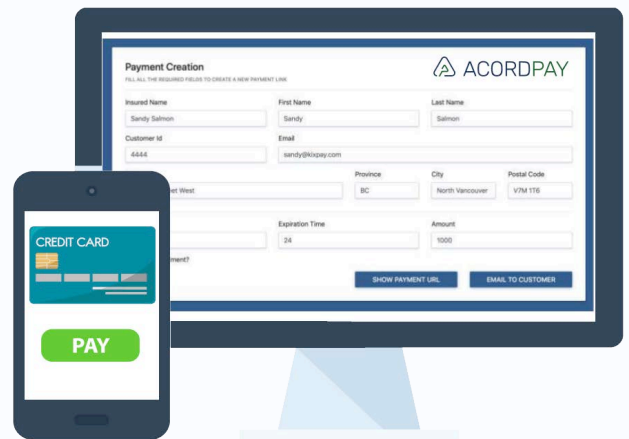 Payment Creation
ACORDPAY
FILL ALL THE REQUIRED FIELDS TO CREATE A NEW PAYMENT LINK
Insured Name First Name Last Name
Sandy Salmon Sandy Salmon
Customer Id Email
4444 sandy@kixpay.com
Province City Postal Code
West BC North Vancouver V7M 1T6
Expiration Time Amount
24 1000
SHOW PAYMENT URL EMAIL TO CUSTOMER
CREDIT CARD
PAY